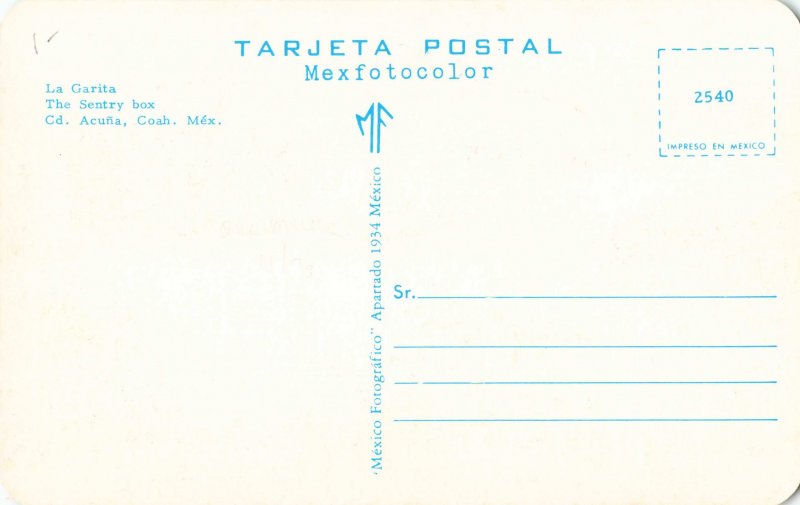 TARJETA POSTAL
Mexfotocolor
La Garita
The Sentry box
Cd. Acuña, Coah. Méx.
MF
2540
IMPRESO EN MEXICO
'México Fotográfico" Apartado 1934 México
Sr.